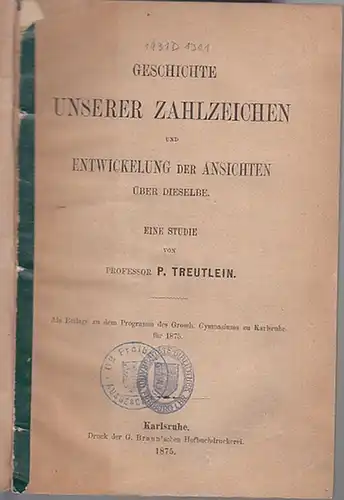 GESCHICHTE
UNSERER ZAHLZEICHEN
UND
ENTWICKELUNG DER ANSICHTEN
ÜBER DIESELBE.
EINE STUDIE
VON
PROFESSOR P. TREUTLEIN.
Als Beilage zu dem Programm des Grossh. Gymnasiums zu Karlsruhe
für 1875.
Karlsruhe.
Druck der G. Braun'schen Hofbuchdruckerei.
1875.